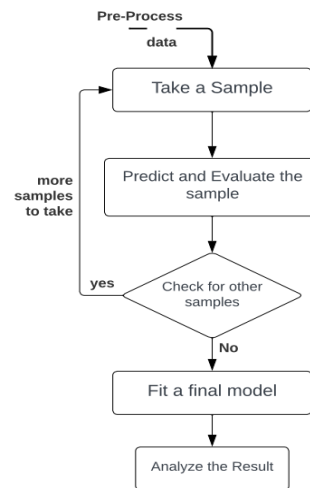 Pre-Process
data
Take a Sample
Predict and Evaluate the
sample
more
samples
to take
yes
Check for other
samples
No
Fit a final model
Analyze the Result